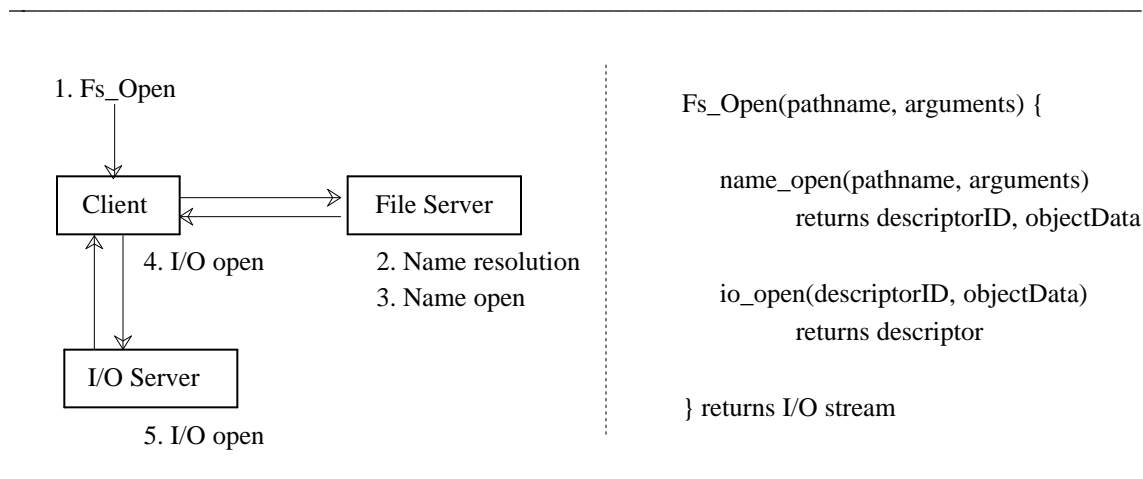 1. Fs_Open
Client
File Server
4. I/O open
2. Name resolution
3. Name open
I/O Server
5. I/O open
Fs_Open(pathname, arguments) {
name_open(pathname, arguments)
returns descriptorID, objectData
io_open(descriptorID, objectData)
returns descriptor
} returns I/O stream